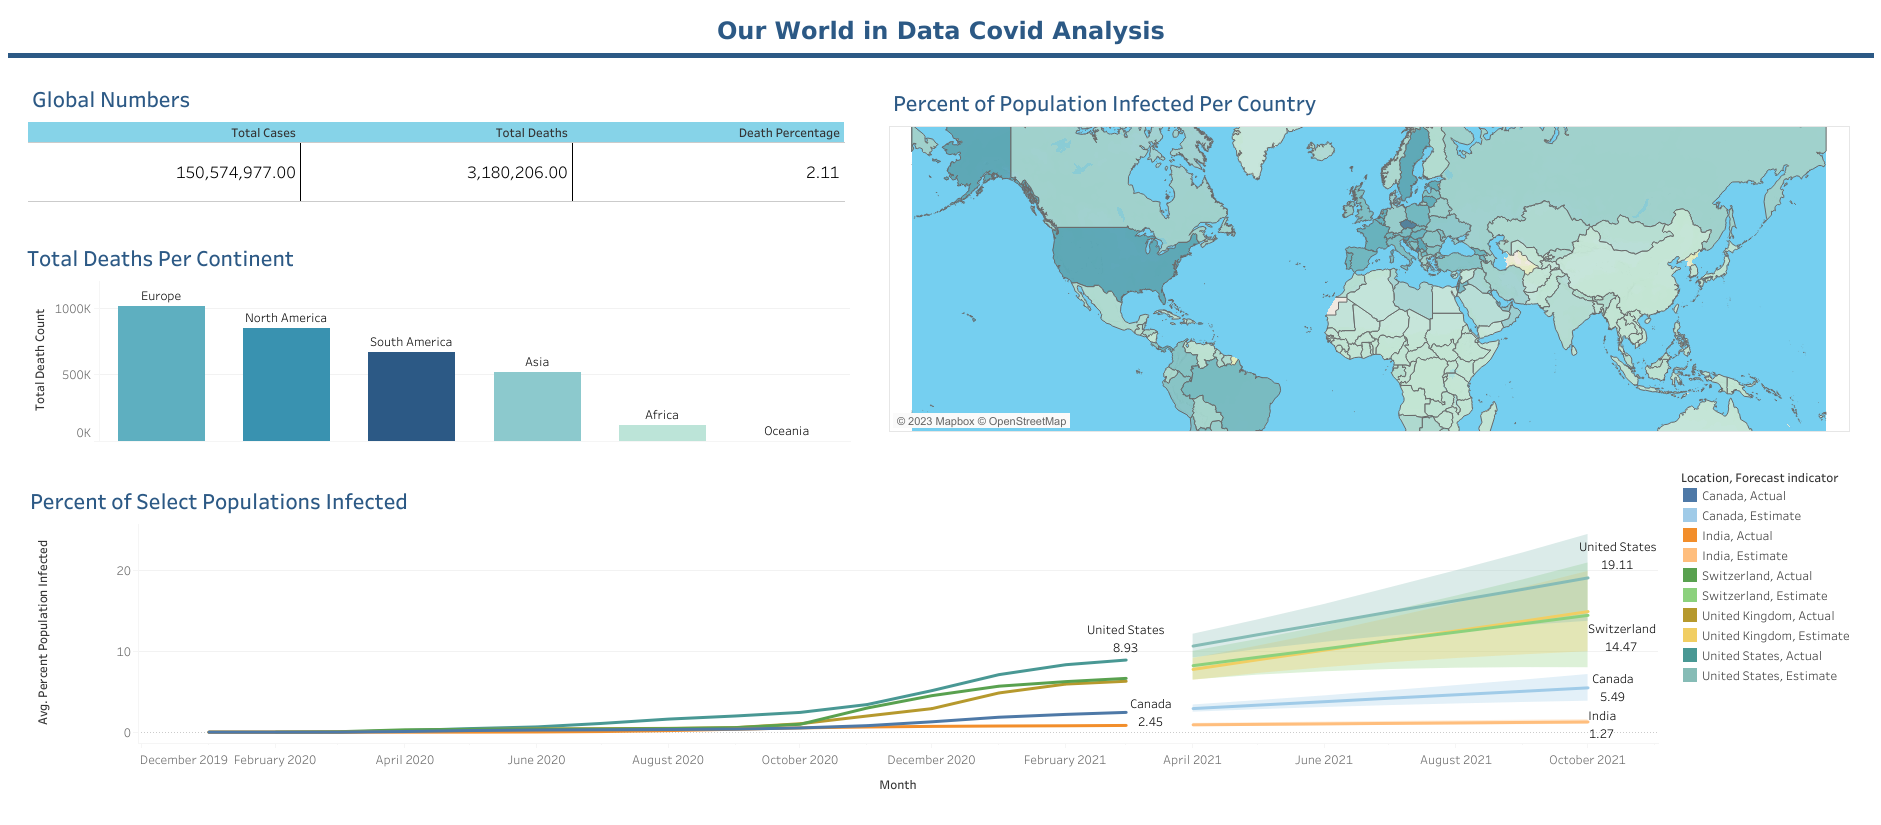 Our World in Data Covid Analysis
Global Numbers
Total Cases Total Deaths Death Percentage
150,574,977.00 3,180,206.00 2.11
Total Deaths Per Continent
Total Death Count
1000K
500K
0K
Europe
North America
South America
Asia
Africa
Oceania
Percent of Population Infected Per Country
© 2023 Mapbox © OpenStreetMap
Percent of Select Populations Infected
Avg. Percent Population Infected
20
10
0
United States
8.93
Canada
2.45
United States
19.11
Switzerland
14.47
Canada
5.49
India
1.27
December 2019 February 2020 April 2020 June 2020 August 2020 October 2020 December 2020 February 2021 April 2021 June 2021 August 2021 October 2021
Month
Location, Forecast indicator
Canada, Actual
Canada, Estimate
India, Actual
India, Estimate
Switzerland, Actual
Switzerland, Estimate
United Kingdom, Actual
United Kingdom, Estimate
United States, Actual
United States, Estimate